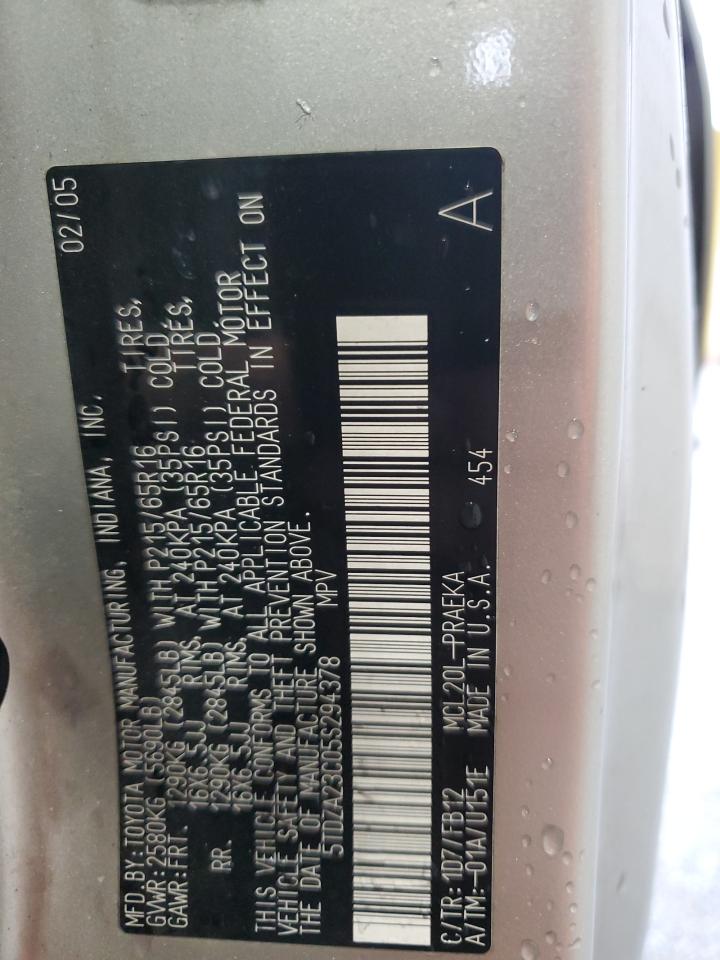 MFD. BY: TOYOTA MOTOR MANUFACTURING, INDIANA, INC. 02/05
GVWR: 2580KG (5690LB)
GAWR: FRT. 1290KG (2845LB) WITH P215/65R16 TIRES,
16X6.5JJ RIMS, AT 240KPA (35PSI) COLD
RR. 1290KG (2845LB) WITH P215/65R16 TIRES,
16X6.5JJ RIMS, AT 240KPA (35PSI) COLD.
THIS VEHICLE CONFORMS TO ALL APPLICABLE FEDERAL MOTOR
VEHICLE SAFETY AND THEFT PREVENTION STANDARDS IN EFFECT ON
THE DATE OF MANUFACTURE SHOWN ABOVE.
5TDZA23C05S294378 MPV
C/TR: 1D7//FB12 MCL20L-PRAEKA
A/TM:-01A/U151E MADE IN U.S.A. 454 A